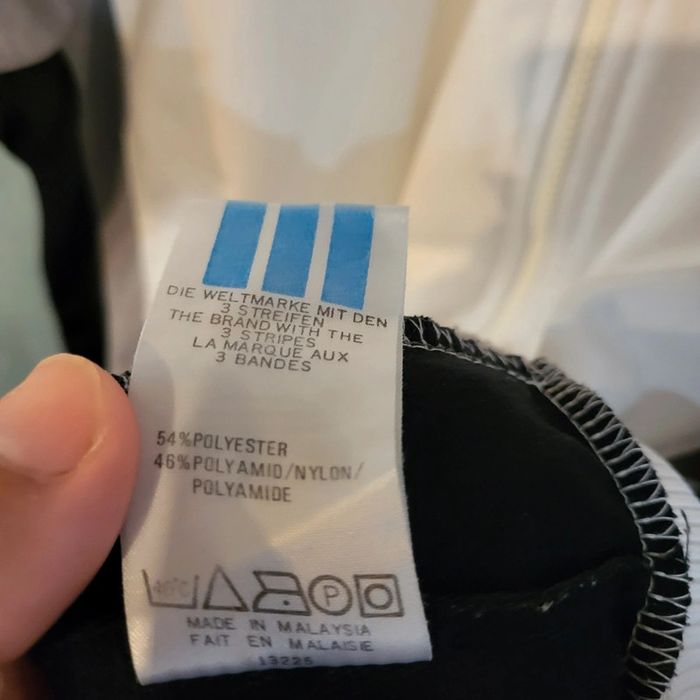 DIE WELTMARKE MIT DEN
3 STREIFEN
THE BRAND WITH THE
3 STRIPES
LA MARQUE AUX
3 BANDES
54%POLYESTER
46%POLYAMID/NYLON/
POLYAMIDE
40°C P
MADE IN MALAYSIA
FAIT EN MALAISIE
13225